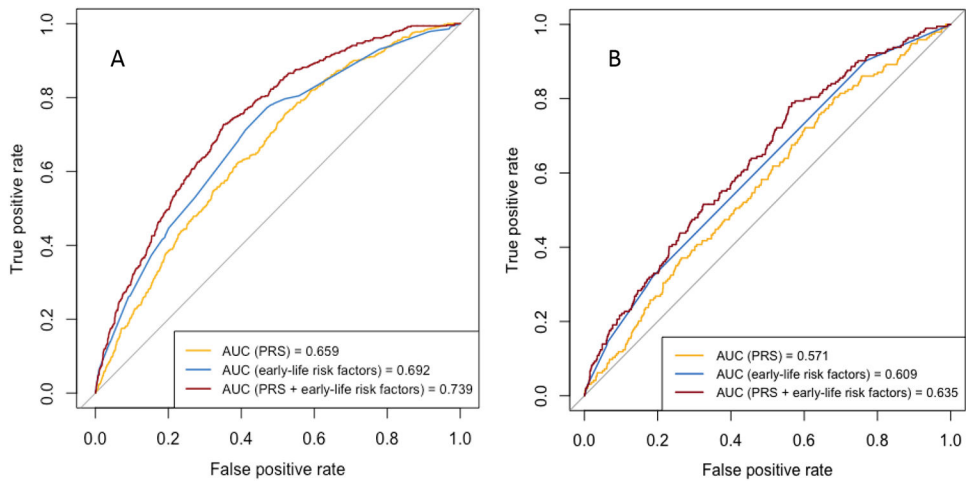 A
True positive rate
1.0
0.8
0.6
0.4
0.2
0.0
AUC (PRS) = 0.659
AUC (early-life risk factors) = 0.692
AUC (PRS + early-life risk factors) = 0.739
0.0 0.2 0.4 0.6 0.8 1.0
False positive rate
B
True positive rate
1.0
0.8
0.6
0.4
0.2
0.0
AUC (PRS) = 0.571
AUC (early-life risk factors) = 0.609
AUC (PRS + early-life risk factors) = 0.635
0.0 0.2 0.4 0.6 0.8 1.0
False positive rate